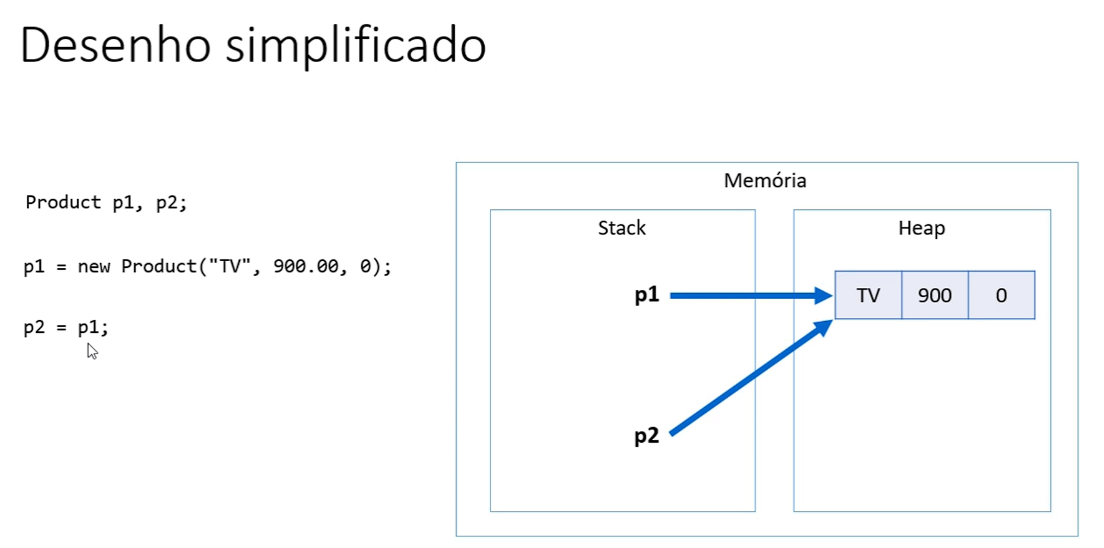 Desenho simplificado
Product p1, p2;
p1 = new Product("TV", 900.00, 0);
p2 = p1;
Memória
Stack
Heap
p1
TV 900 0
p2